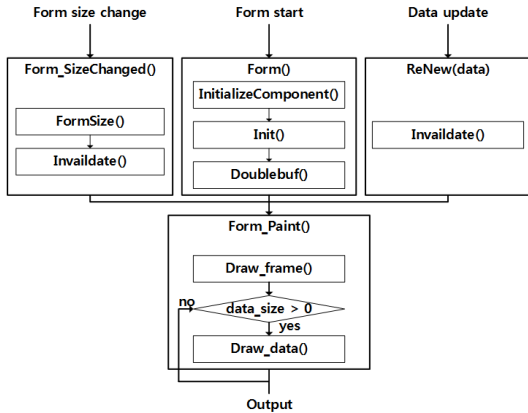 Form size change
Form start
Data update
Form_SizeChanged()
Form()
ReNew(data)
InitializeComponent()
FormSize()
Init()
Invaildate()
Invaildate()
Doublebuf()
Form_Paint()
Draw_frame()
no
data_size > 0
yes
Draw_data()
Output